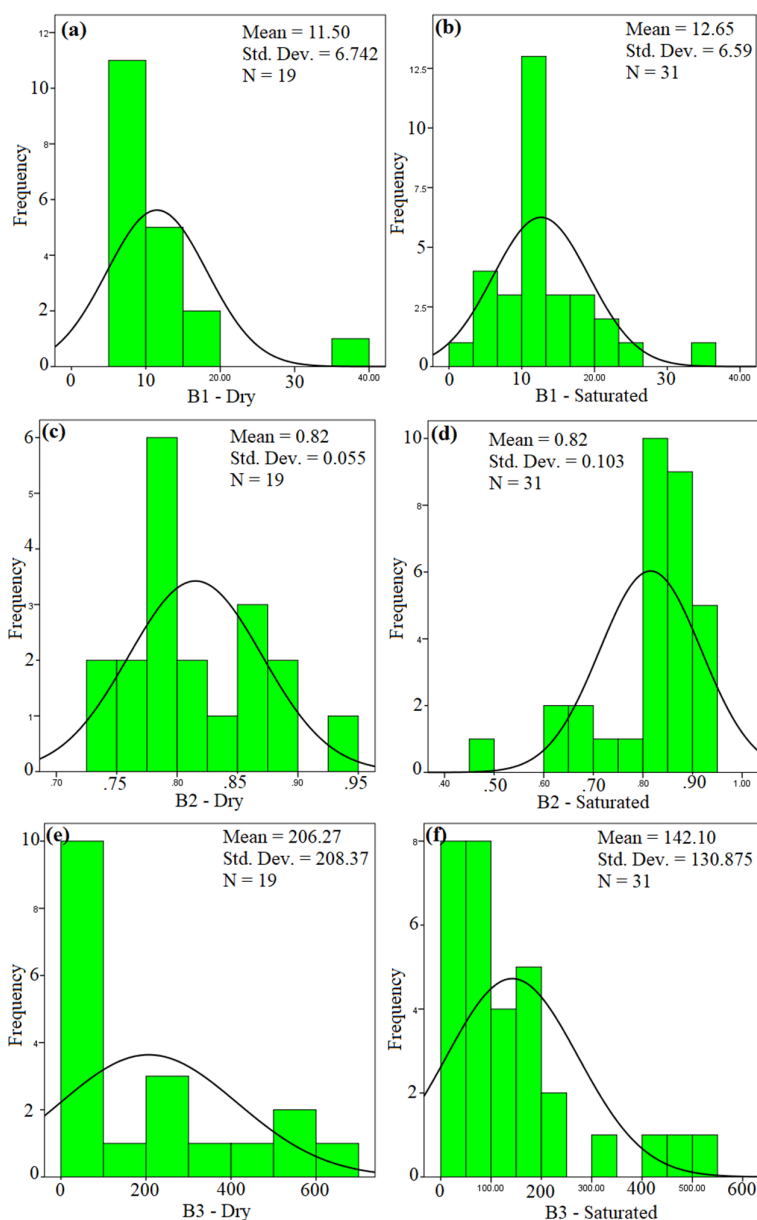 (a)
Mean = 11.50
Std. Dev. = 6.742
N = 19
Frequency
12
10
8
6
4
2
0
0 10 20.00 30 40.00
B1 - Dry
(b)
Mean = 12.65
Std. Dev. = 6.59
N = 31
Frequency
12.5
10
7.5
5
2.5
0
0 10 20.00 30 40.00
B1 - Saturated
(c)
Mean = 0.82
Std. Dev. = 0.055
N = 19
Frequency
6
5
4
3
2
1
0
.70 .75 .80 .85 .90 .95
B2 - Dry
(d)
Mean = 0.82
Std. Dev. = 0.103
N = 31
Frequency
10
8
6
4
2
0
.40 .50 .60 .70 .80 .90 1.00
B2 - Saturated
(e)
Mean = 206.27
Std. Dev. = 208.37
N = 19
Frequency
10
8
6
4
2
0
0 200 400 600
B3 - Dry
(f)
Mean = 142.10
Std. Dev. = 130.875
N = 31
Frequency
8
6
4
2
0
0 100.00 200 300.00 400 500.00 600
B3 - Saturated